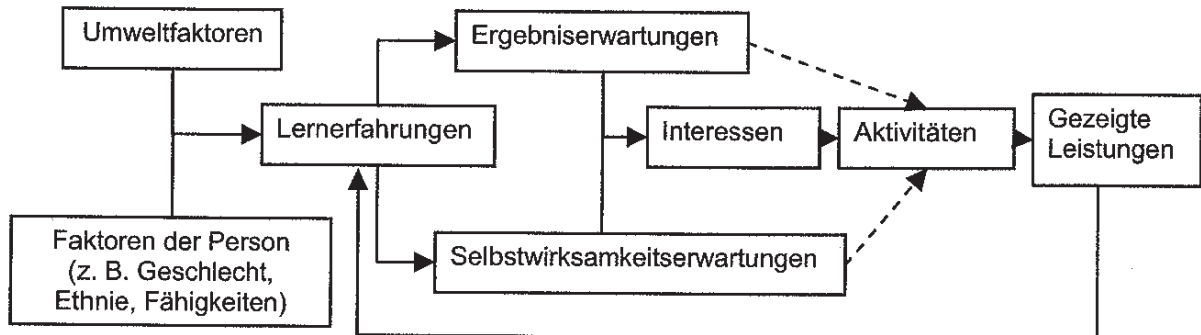 Umweltfaktoren
Ergebniserwartungen
Lernerfahrungen
Interessen
Aktivitäten
Gezeigte
Leistungen
Faktoren der Person
(z. B. Geschlecht,
Ethnie, Fähigkeiten)
Selbstwirksamkeitserwartungen